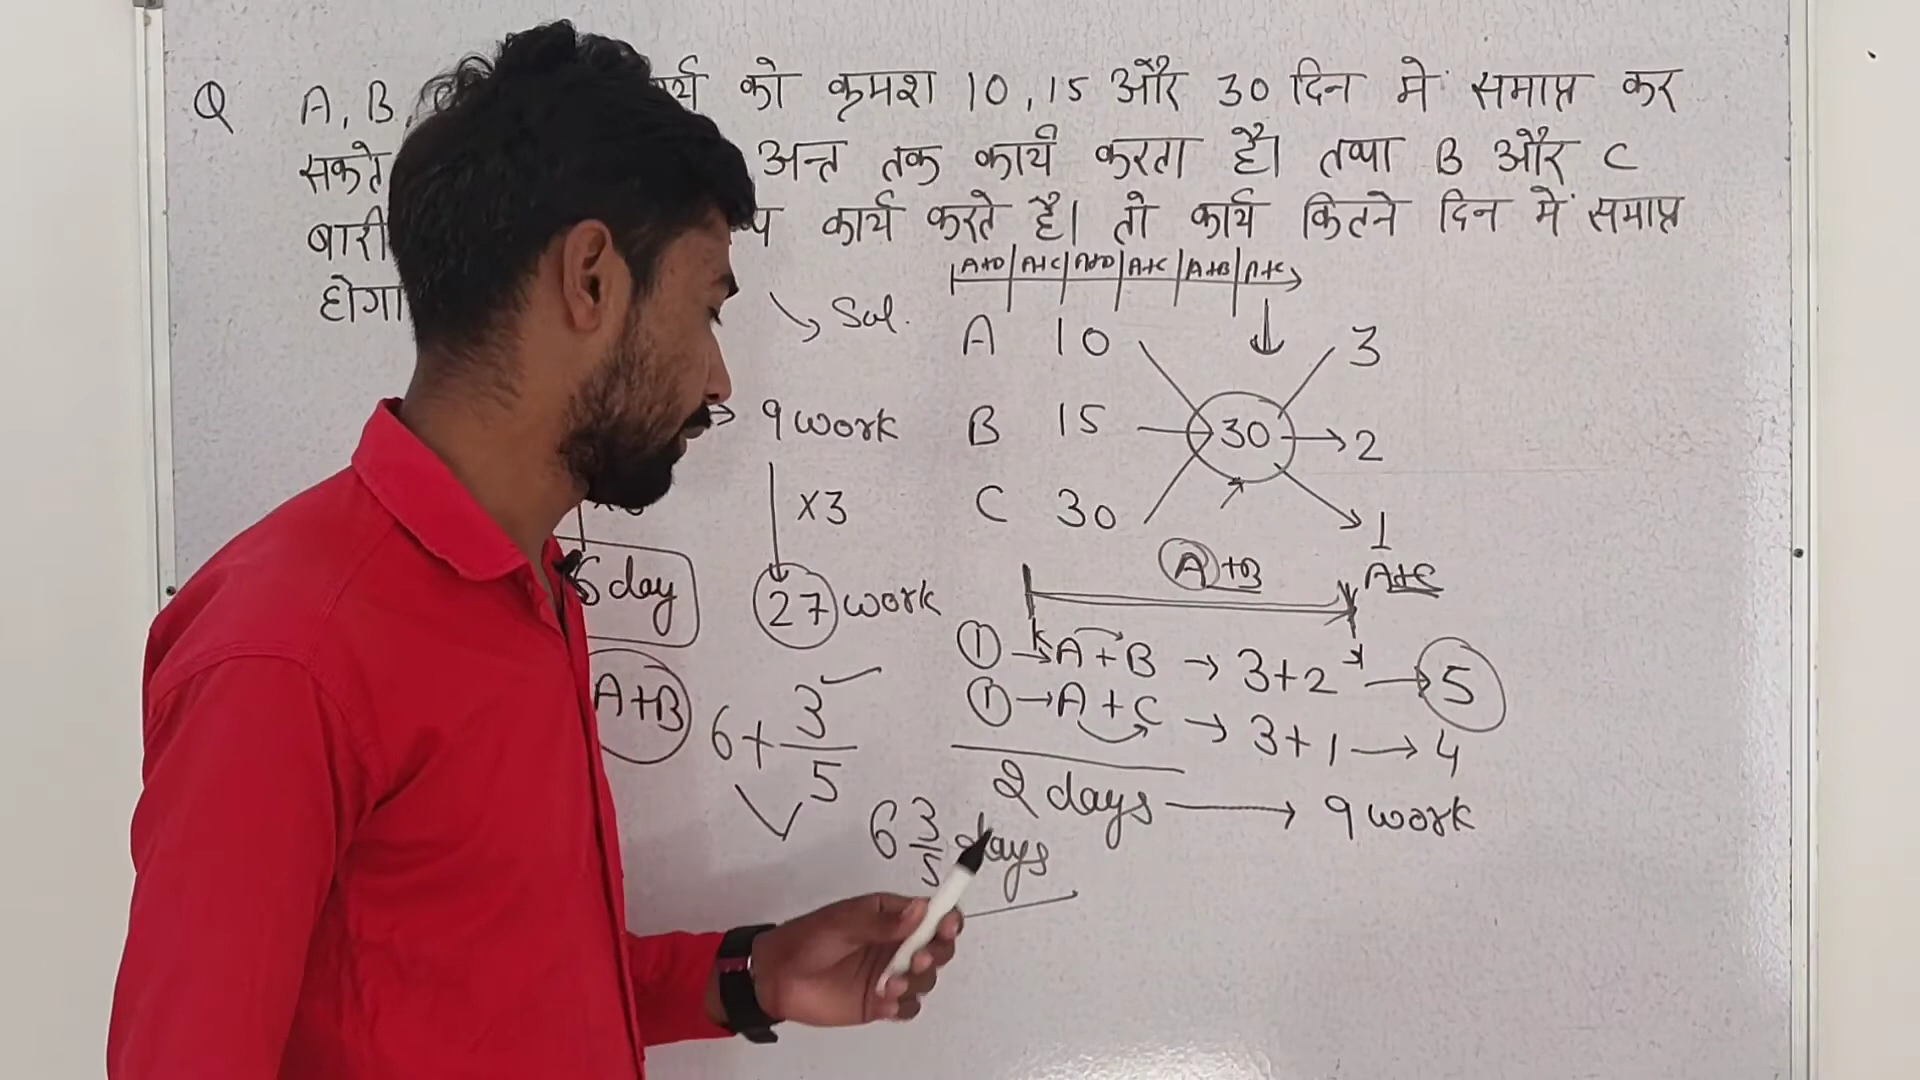 Q A, B, को क्रमश 10, 15 और 30 दिन मे समाप्त कर
सकते अन्त तक कार्य करता है। तथा B और C
बारी कार्य करते है। तो कार्य कितने दिन में समाप्त
होगा
Sol.
A+B A+C A+B A+C A+B A+C
A 10 3
B 15 30 2
C 30 1
9 work
×3
6 day
27 work
A+B A+C
① → A+B → 3+2 → 5
① → A+C → 3+1 → 4
2 days → 9 work
A+B
6+3/5
6 3/5 days